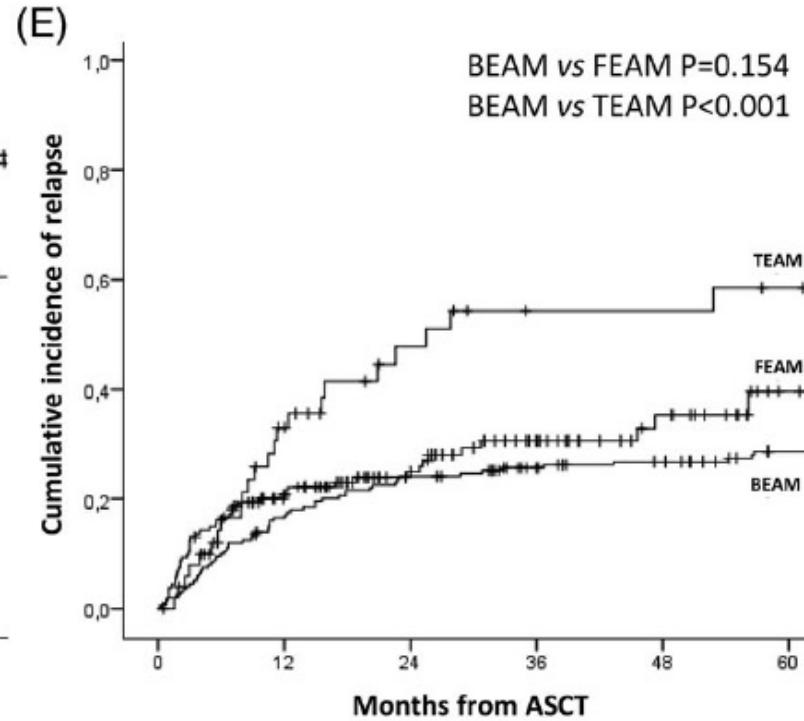 (E)
BEAM vs FEAM P=0.154
BEAM vs TEAM P<0.001
Cumulative incidence of relapse
1,0
0,8
0,6
0,4
0,2
0,0
TEAM
FEAM
BEAM
0 12 24 36 48 60
Months from ASCT